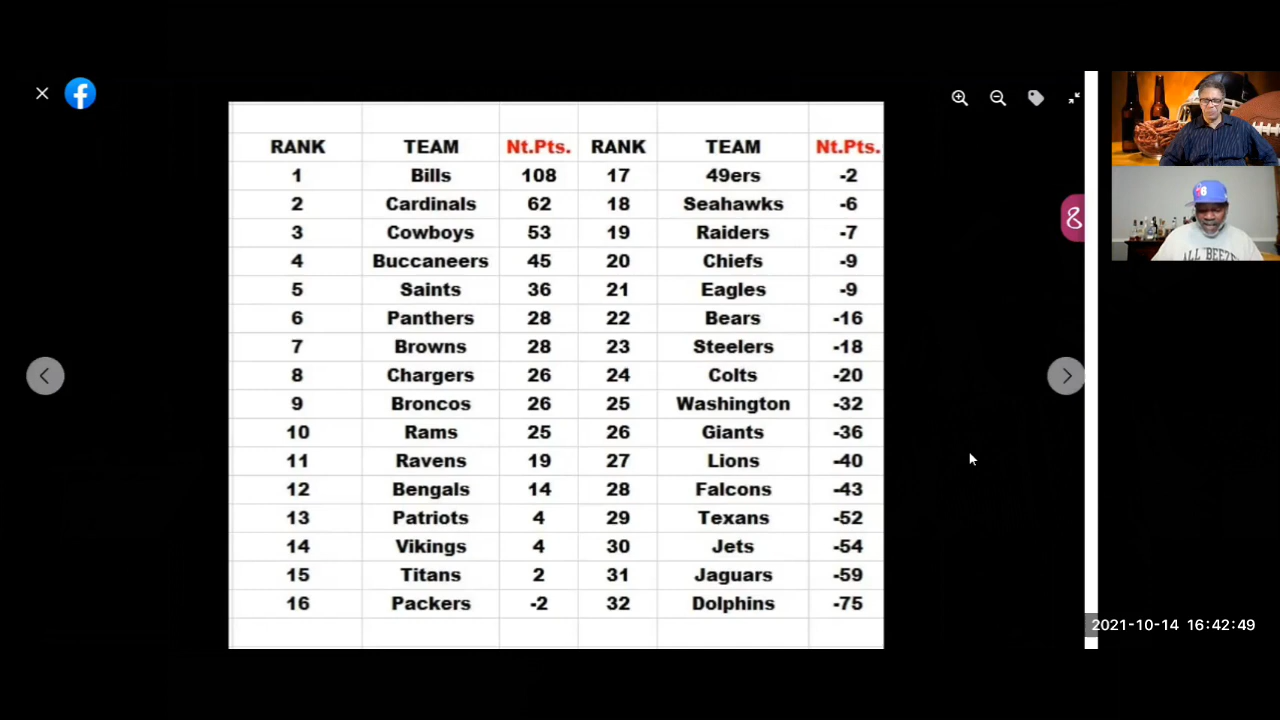 RANK TEAM Nt.Pts. RANK TEAM Nt.Pts.
1 Bills 108 17 49ers -2
2 Cardinals 62 18 Seahawks -6
3 Cowboys 53 19 Raiders -7
4 Buccaneers 45 20 Chiefs -9
5 Saints 36 21 Eagles -9
6 Panthers 28 22 Bears -16
7 Browns 28 23 Steelers -18
8 Chargers 26 24 Colts -20
9 Broncos 26 25 Washington -32
10 Rams 25 26 Giants -36
11 Ravens 19 27 Lions -40
12 Bengals 14 28 Falcons -43
13 Patriots 4 29 Texans -52
14 Vikings 4 30 Jets -54
15 Titans 2 31 Jaguars -59
16 Packers -2 32 Dolphins -75
8
ALL BEEZ
2021-10-14 16:42:49